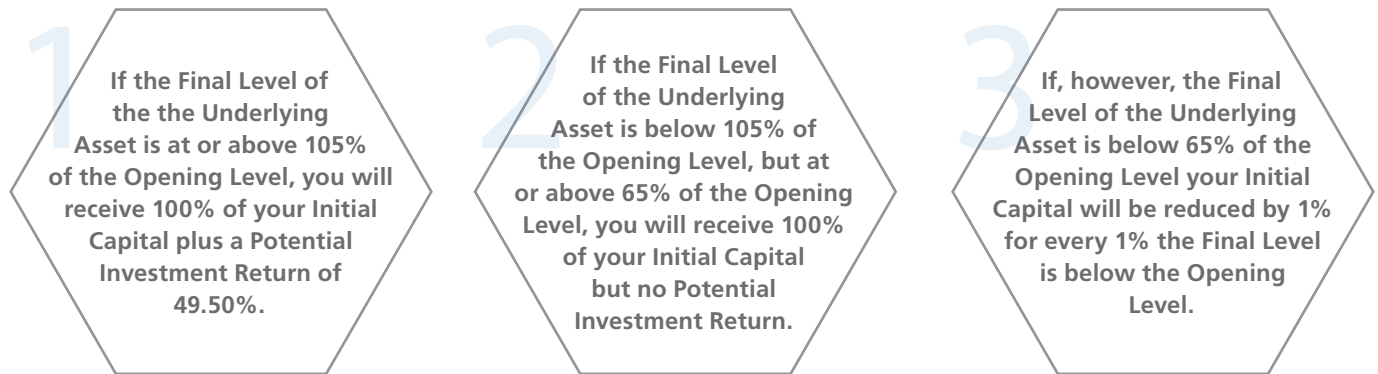 1
If the Final Level of
the the Underlying
Asset is at or above 105%
of the Opening Level, you will
receive 100% of your Initial
Capital plus a Potential
Investment Return of
49.50%.
2
If the Final Level
of the Underlying
Asset is below 105% of
the Opening Level, but at
or above 65% of the Opening
Level, you will receive 100%
of your Initial Capital
but no Potential
Investment Return.
3
If, however, the Final
Level of the Underlying
Asset is below 65% of the
Opening Level your Initial
Capital will be reduced by 1%
for every 1% the Final Level
is below the Opening
Level.